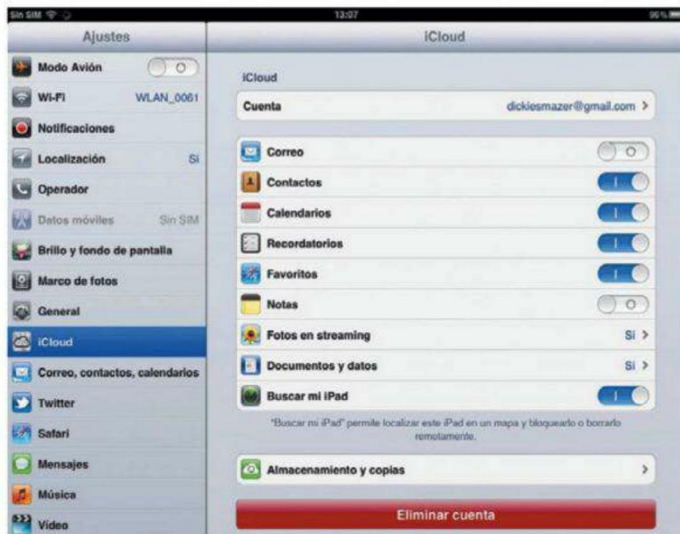 Sin SIM 13:07 96 %
Ajustes
Modo Avión
Wi-Fi WLAN_0061
Notificaciones
Localización Sí
Operador
Datos móviles Sin SIM
Brillo y fondo de pantalla
Marco de fotos
General
iCloud
Correo, contactos, calendarios
Twitter
Safari
Mensajes
Música
Vídeo
iCloud
iCloud
Cuenta dickiesmazer@gmail.com
Correo
Contactos
Calendarios
Recordatorios
Favoritos
Notas
Fotos en streaming Sí
Documentos y datos Sí
Buscar mi iPad
"Buscar mi iPad" permite localizar este iPad en un mapa y bloquearlo o borrarlo
remotamente.
Almacenamiento y copias
Eliminar cuenta